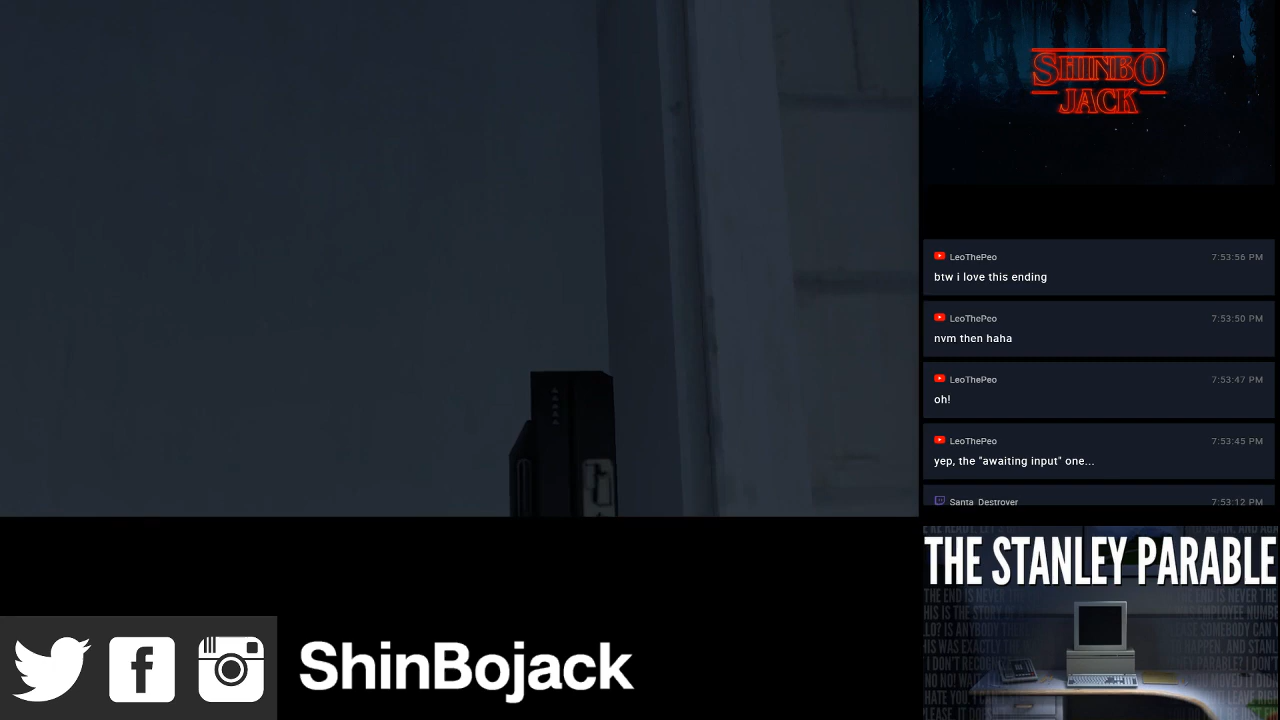 SHINBO
JACK
LeoThePeo 7:53:56 PM
btw i love this ending
LeoThePeo 7:53:50 PM
nvm then haha
LeoThePeo 7:53:47 PM
oh!
LeoThePeo 7:53:45 PM
yep, the "awaiting input" one...
Santa_Destroyer 7:53:12 PM
THE STANLEY PARABLE
ShinBojack